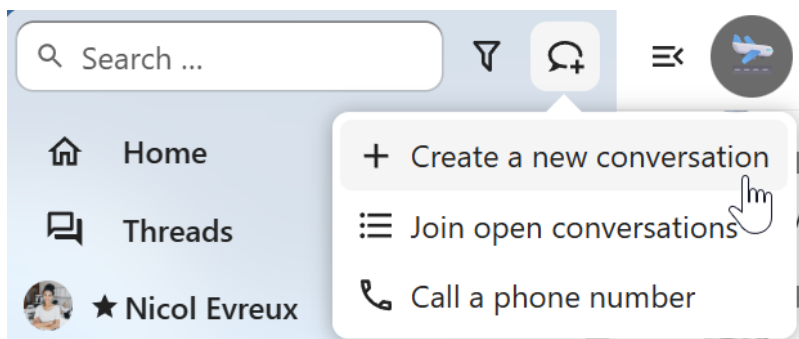 Search ...
Home
Threads
Nicol Evreux
Create a new conversation
Join open conversations
Call a phone number